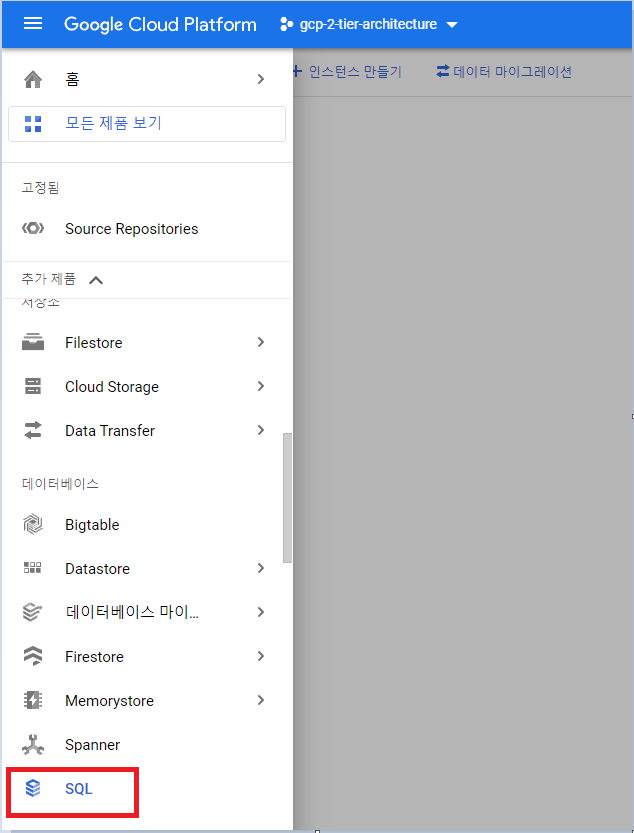 Google Cloud Platform gcp-2-tier-architecture
홈
인스턴스 만들기 데이터 마이그레이션
모든 제품 보기
고정됨
Source Repositories
추가 제품
저장소
Filestore
Cloud Storage
Data Transfer
데이터베이스
Bigtable
Datastore
데이터베이스 마이...
Firestore
Memorystore
Spanner
SQL